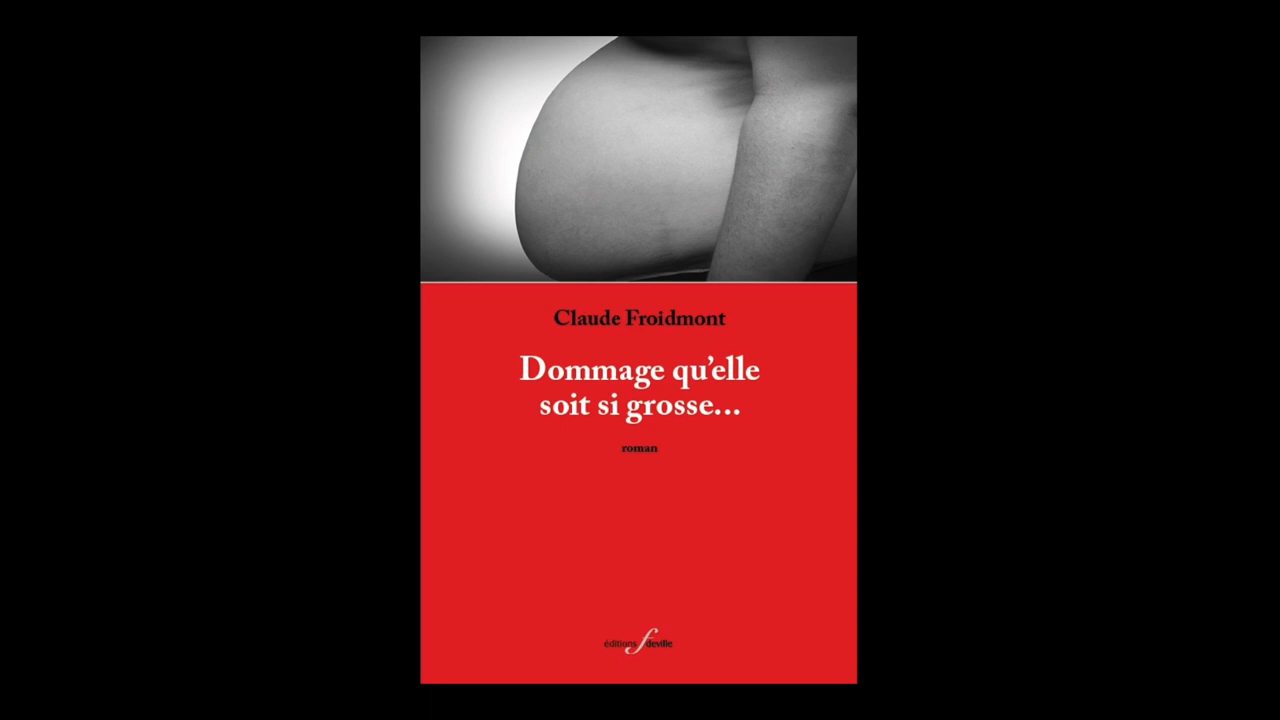 Claude Froidmont
Dommage qu’elle
soit si grosse...
roman
éditions f deville